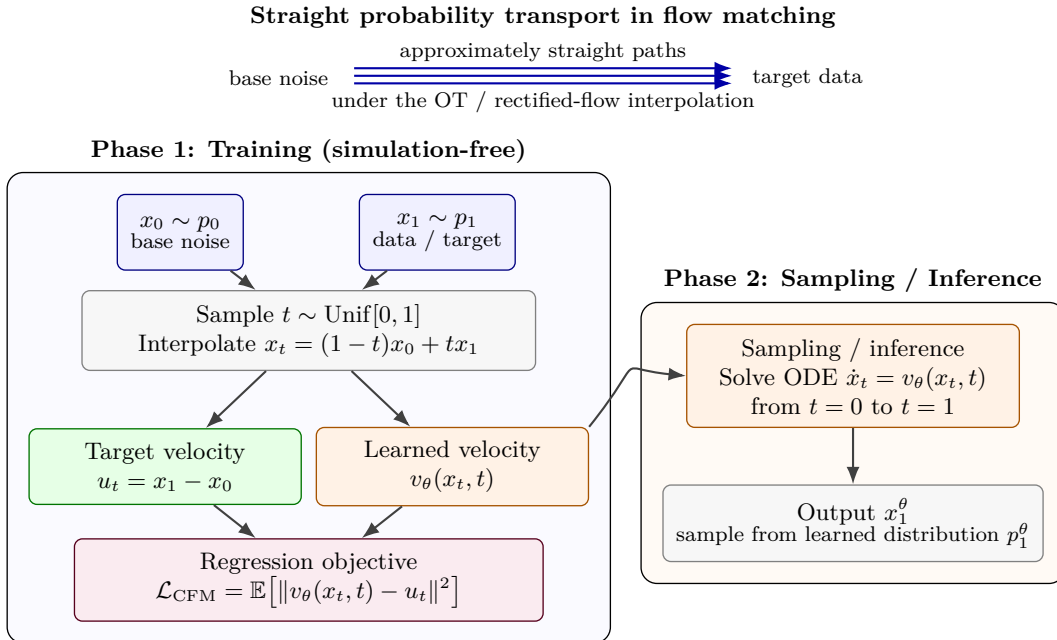 Straight probability transport in flow matching
approximately straight paths
base noise
target data
under the OT / rectified-flow interpolation
Phase 1: Training (simulation-free)
x₀ ∼ p₀
base noise
x₁ ∼ p₁
data / target
Sample t ∼ Unif[0, 1]
Interpolate xₜ = (1 − t)x₀ + tx₁
Target velocity
uₜ = x₁ − x₀
Learned velocity
v_θ(xₜ, t)
Regression objective
ℒ_CFM = 𝔼[‖v_θ(xₜ, t) − uₜ‖²]
Phase 2: Sampling / Inference
Sampling / inference
Solve ODE ẋₜ = v_θ(xₜ, t)
from t = 0 to t = 1
Output x₁^θ
sample from learned distribution p₁^θ